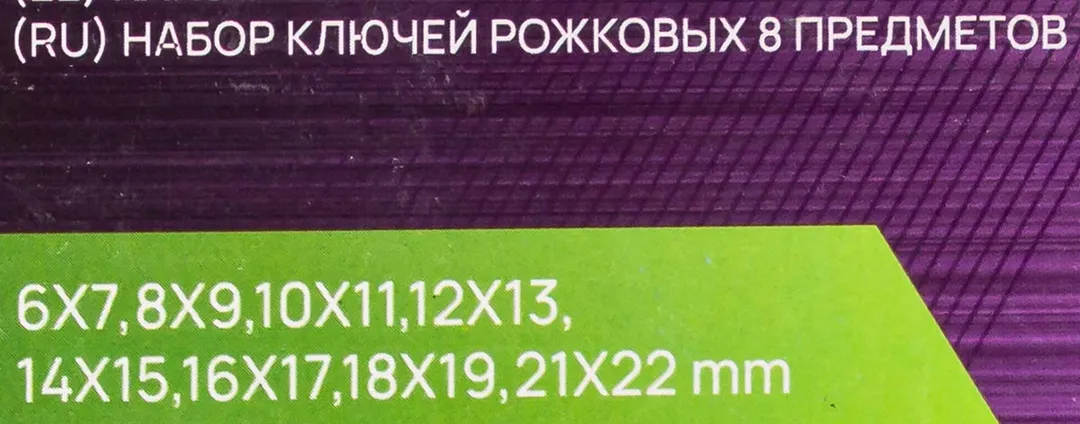 (RU) НАБОР КЛЮЧЕЙ РОЖКОВЫХ 8 ПРЕДМЕТОВ
6X7,8X9,10X11,12X13,
14X15,16X17,18X19,21X22 mm